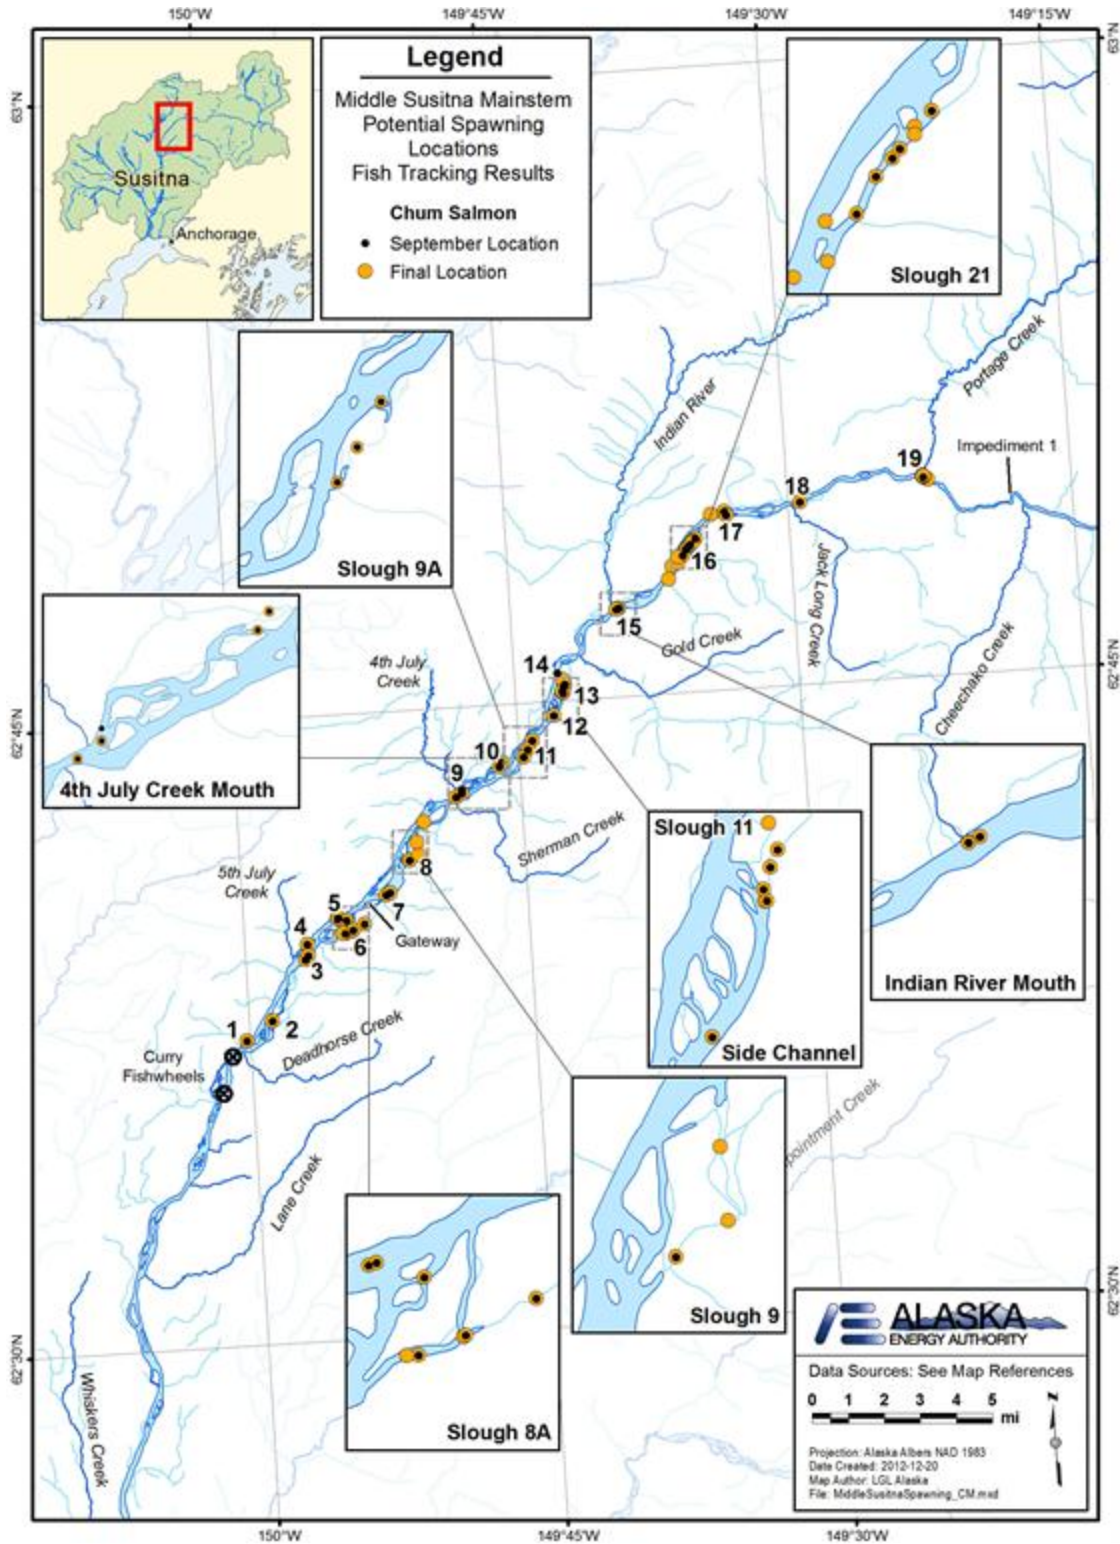 150°W
149°45'W
149°30'W
149°15'W
63°N
63°N
Susitna
Anchorage
Legend
Middle Susitna Mainstem
Potential Spawning
Locations
Fish Tracking Results
Chum Salmon
September Location
Final Location
Slough 21
Portage Creek
Indian River
Impediment 1
Slough 9A
19
18
17
16
15
Jack Long Creek
Gold Creek
Cheechako Creek
62°45'N
62°45'N
4th July
Creek
14
13
12
11
10
9
4th July Creek Mouth
Sherman Creek
Slough 11
Side Channel
Indian River Mouth
8
5th July
Creek
7
5
6
4
3
Gateway
1
2
Deadhorse Creek
Curry
Fishwheels
Lane Creek
Slough 9
Slough 8A
Whiskers Creek
62°30'N
62°30'N
ALASKA
ENERGY AUTHORITY
Data Sources: See Map References
0 1 2 3 4 5 mi
N
Projection: Alaska Albers NAD 1983
Date Created: 2012-12-20
Map Author: LGL Alaska
File: MiddleSusitnaSpawning_CM.mxd
150°W
149°45'W
149°30'W